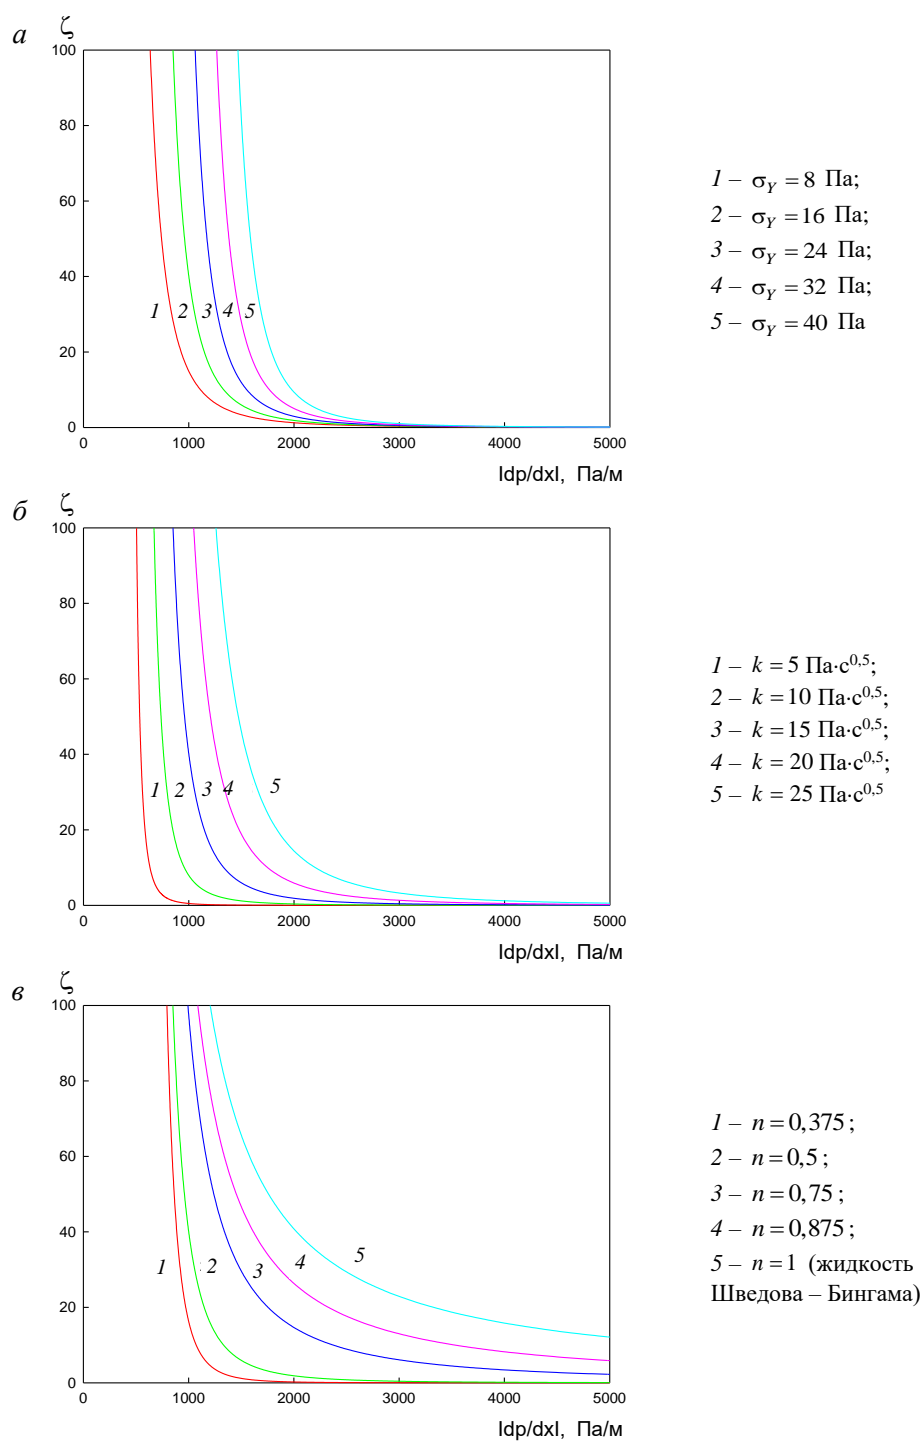 а ζ
100
80
60
40
20
0
1 2 3 4 5
0 1000 2000 3000 4000 5000
Idp/dxI, Па/м
1 – σY = 8 Па;
2 – σY = 16 Па;
3 – σY = 24 Па;
4 – σY = 32 Па;
5 – σY = 40 Па
б ζ
100
80
60
40
20
0
1 2 3 4 5
0 1000 2000 3000 4000 5000
Idp/dxI, Па/м
1 – k = 5 Па·с0,5;
2 – k = 10 Па·с0,5;
3 – k = 15 Па·с0,5;
4 – k = 20 Па·с0,5;
5 – k = 25 Па·с0,5
в ζ
100
80
60
40
20
0
1 2 3 4 5
0 1000 2000 3000 4000 5000
Idp/dxI, Па/м
1 – n = 0,375;
2 – n = 0,5;
3 – n = 0,75;
4 – n = 0,875;
5 – n = 1 (жидкость
Шведова – Бингама)